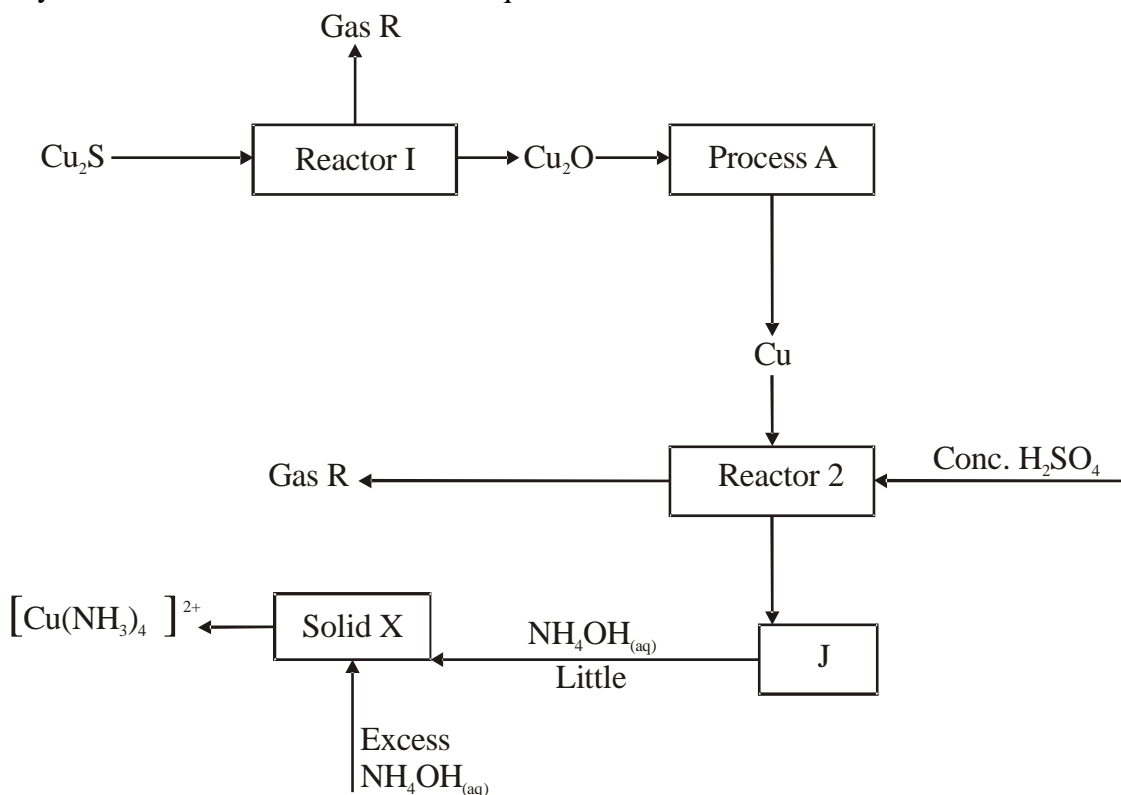 Gas R
Cu₂S
Reactor I
Cu₂O
Process A
Cu
Gas R
Reactor 2
Conc. H₂SO₄
[Cu(NH₃)₄ ]²⁺
Solid X
NH₄OH₍aq₎
Little
J
Excess
NH₄OH₍aq₎